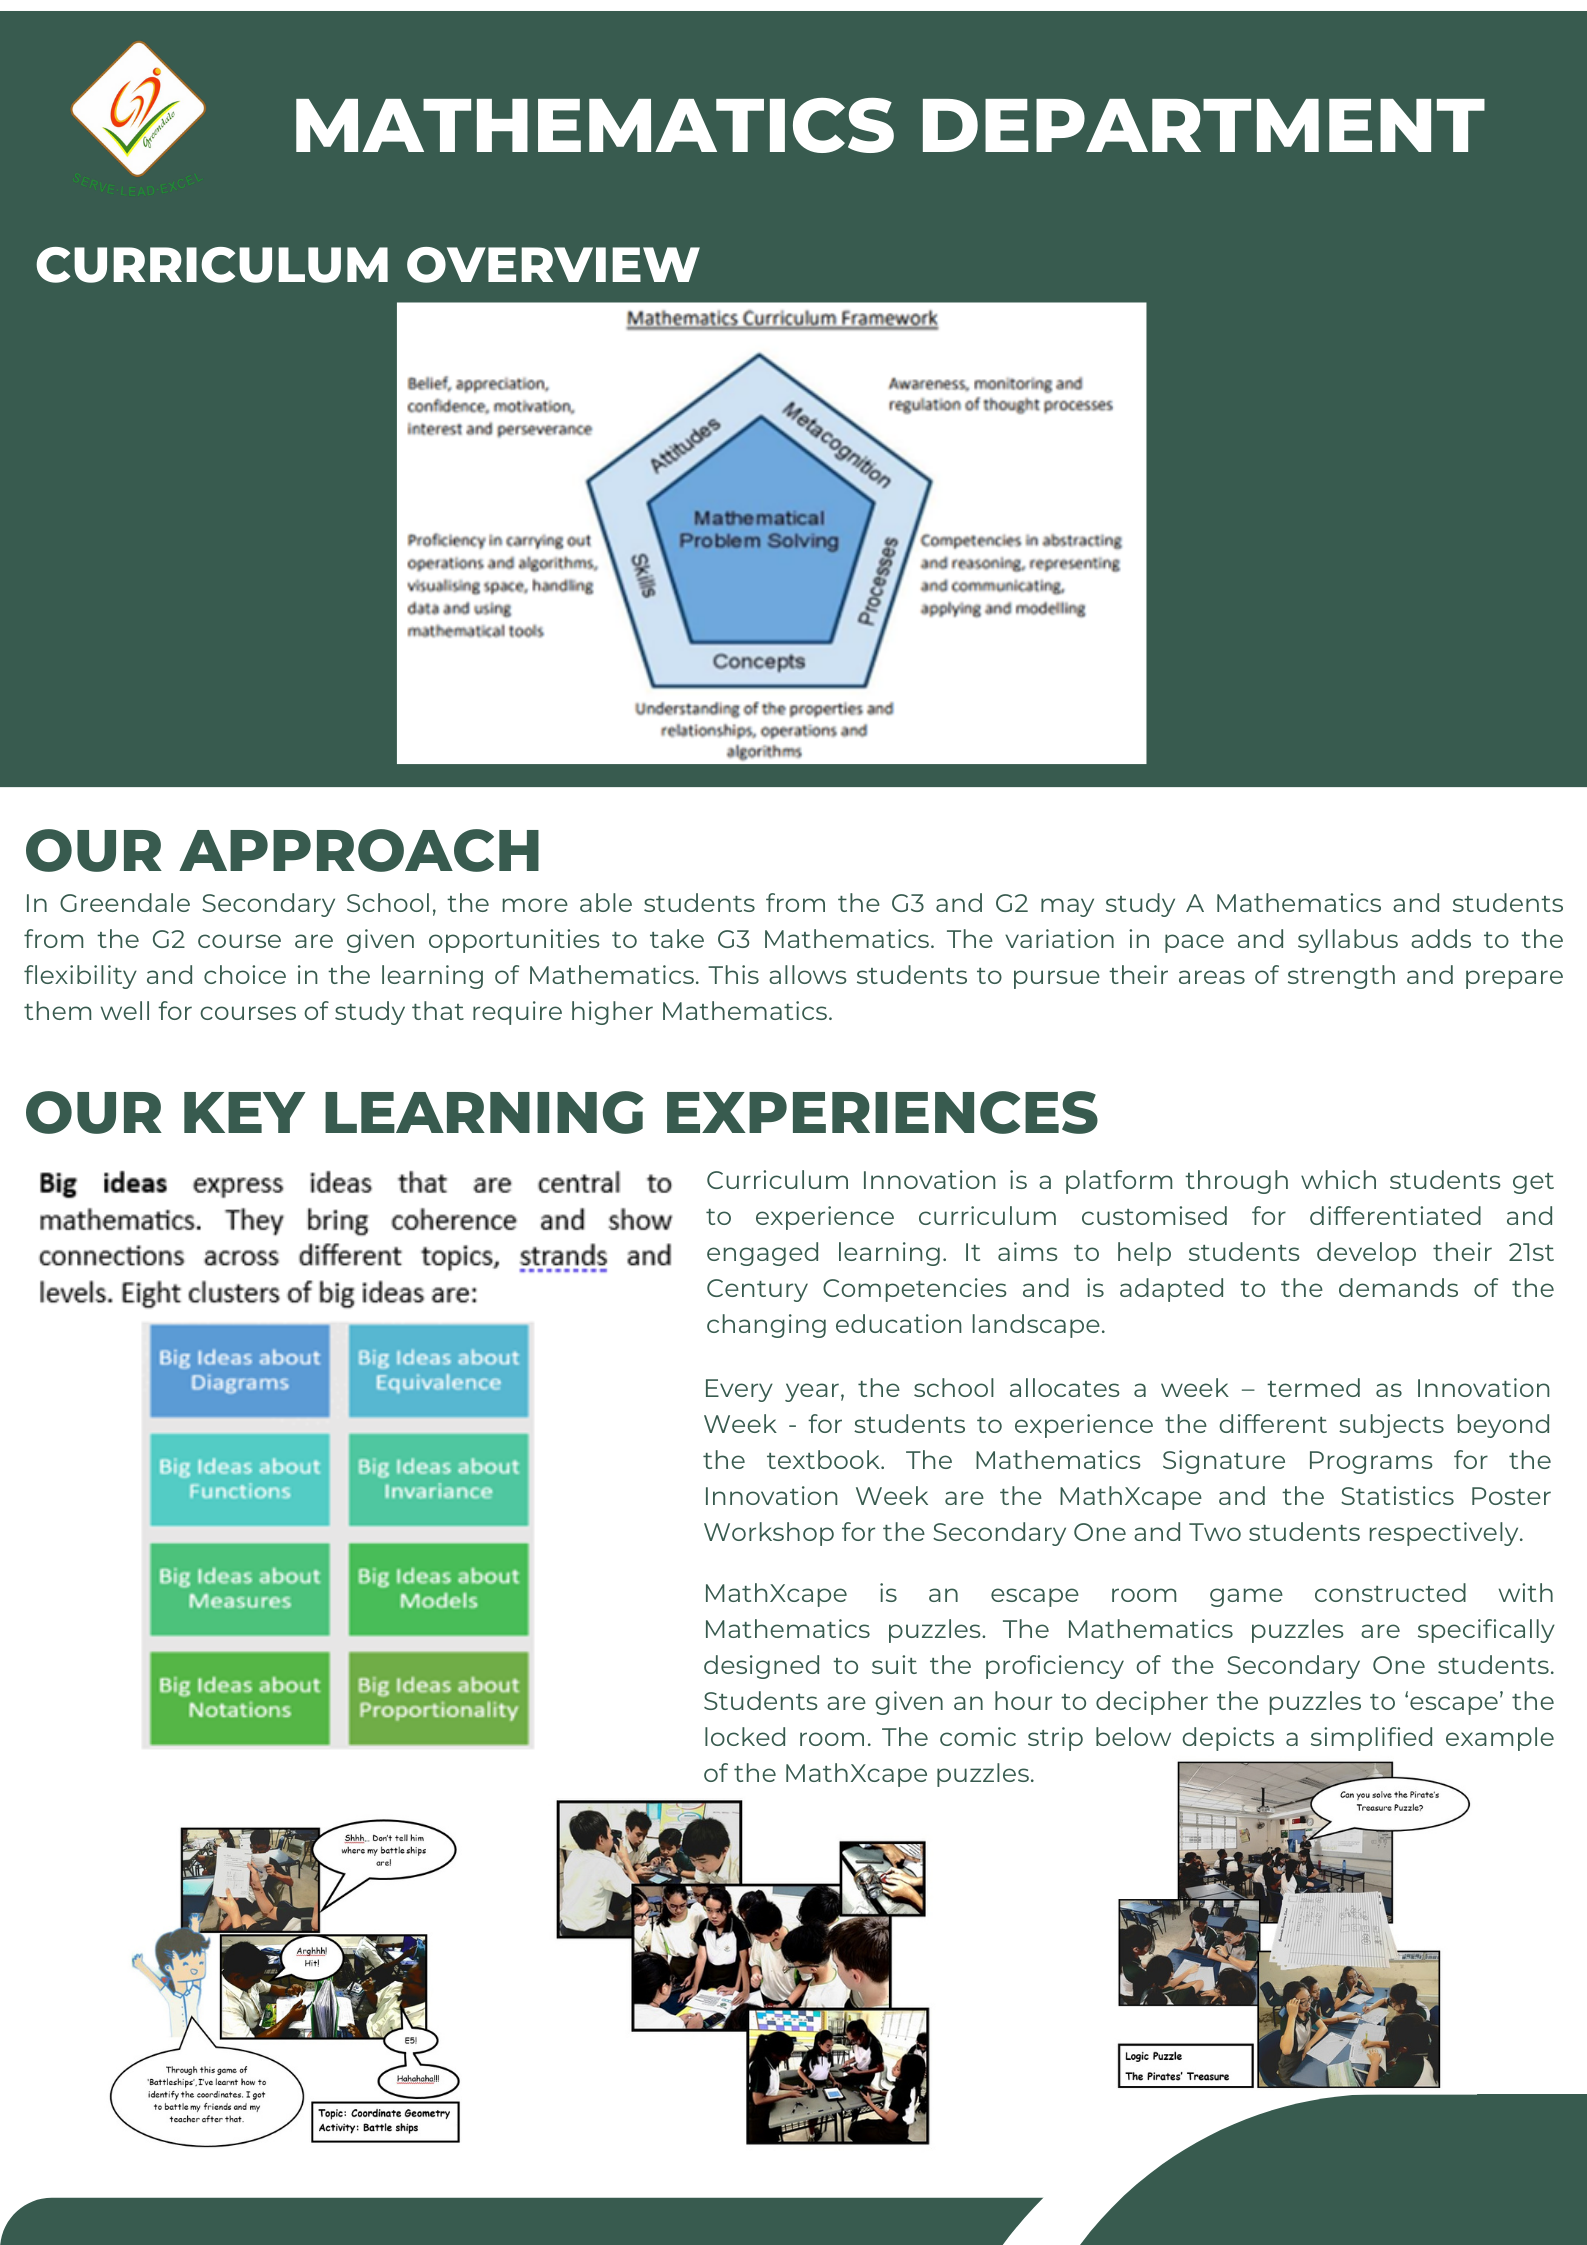 Greendale
SERVE·LEAD·EXCEL
MATHEMATICS DEPARTMENT
CURRICULUM OVERVIEW
Mathematics Curriculum Framework
Belief, appreciation,
confidence, motivation,
interest and perseverance
Awareness, monitoring and
regulation of thought processes
Attitudes
Metacognition
Mathematical
Problem Solving
Proficiency in carrying out
operations and algorithms,
visualising space, handling
data and using
mathematical tools
Skills
Processes
Competencies in abstracting
and reasoning, representing
and communicating,
applying and modelling
Concepts
Understanding of the properties and
relationships, operations and
algorithms
OUR APPROACH
In Greendale Secondary School, the more able students from the G3 and G2 may study A Mathematics and students
from the G2 course are given opportunities to take G3 Mathematics. The variation in pace and syllabus adds to the
flexibility and choice in the learning of Mathematics. This allows students to pursue their areas of strength and prepare
them well for courses of study that require higher Mathematics.
OUR KEY LEARNING EXPERIENCES
Big ideas express ideas that are central to
mathematics. They bring coherence and show
connections across different topics, strands and
levels. Eight clusters of big ideas are:
Big Ideas about
Diagrams
Big Ideas about
Equivalence
Big Ideas about
Functions
Big Ideas about
Invariance
Big Ideas about
Measures
Big Ideas about
Models
Big Ideas about
Notations
Big Ideas about
Proportionality
Curriculum Innovation is a platform through which students get
to experience curriculum customised for differentiated and
engaged learning. It aims to help students develop their 21st
Century Competencies and is adapted to the demands of the
changing education landscape.
Every year, the school allocates a week – termed as Innovation
Week - for students to experience the different subjects beyond
the textbook. The Mathematics Signature Programs for the
Innovation Week are the MathXcape and the Statistics Poster
Workshop for the Secondary One and Two students respectively.
MathXcape is an escape room game constructed with
Mathematics puzzles. The Mathematics puzzles are specifically
designed to suit the proficiency of the Secondary One students.
Students are given an hour to decipher the puzzles to ‘escape’ the
locked room. The comic strip below depicts a simplified example
of the MathXcape puzzles.
Shhh... Don't tell him
where my battle ships
are!
Arghhh!
Hit!
E5!
Hahahaha!!!
Through this game of
'Battleships', I've learnt how to
identify the coordinates. I got
to battle my friends and my
teacher after that.
Topic: Coordinate Geometry
Activity: Battle ships
Can you solve the Pirate's
Treasure Puzzle?
Logic Puzzle
The Pirates' Treasure